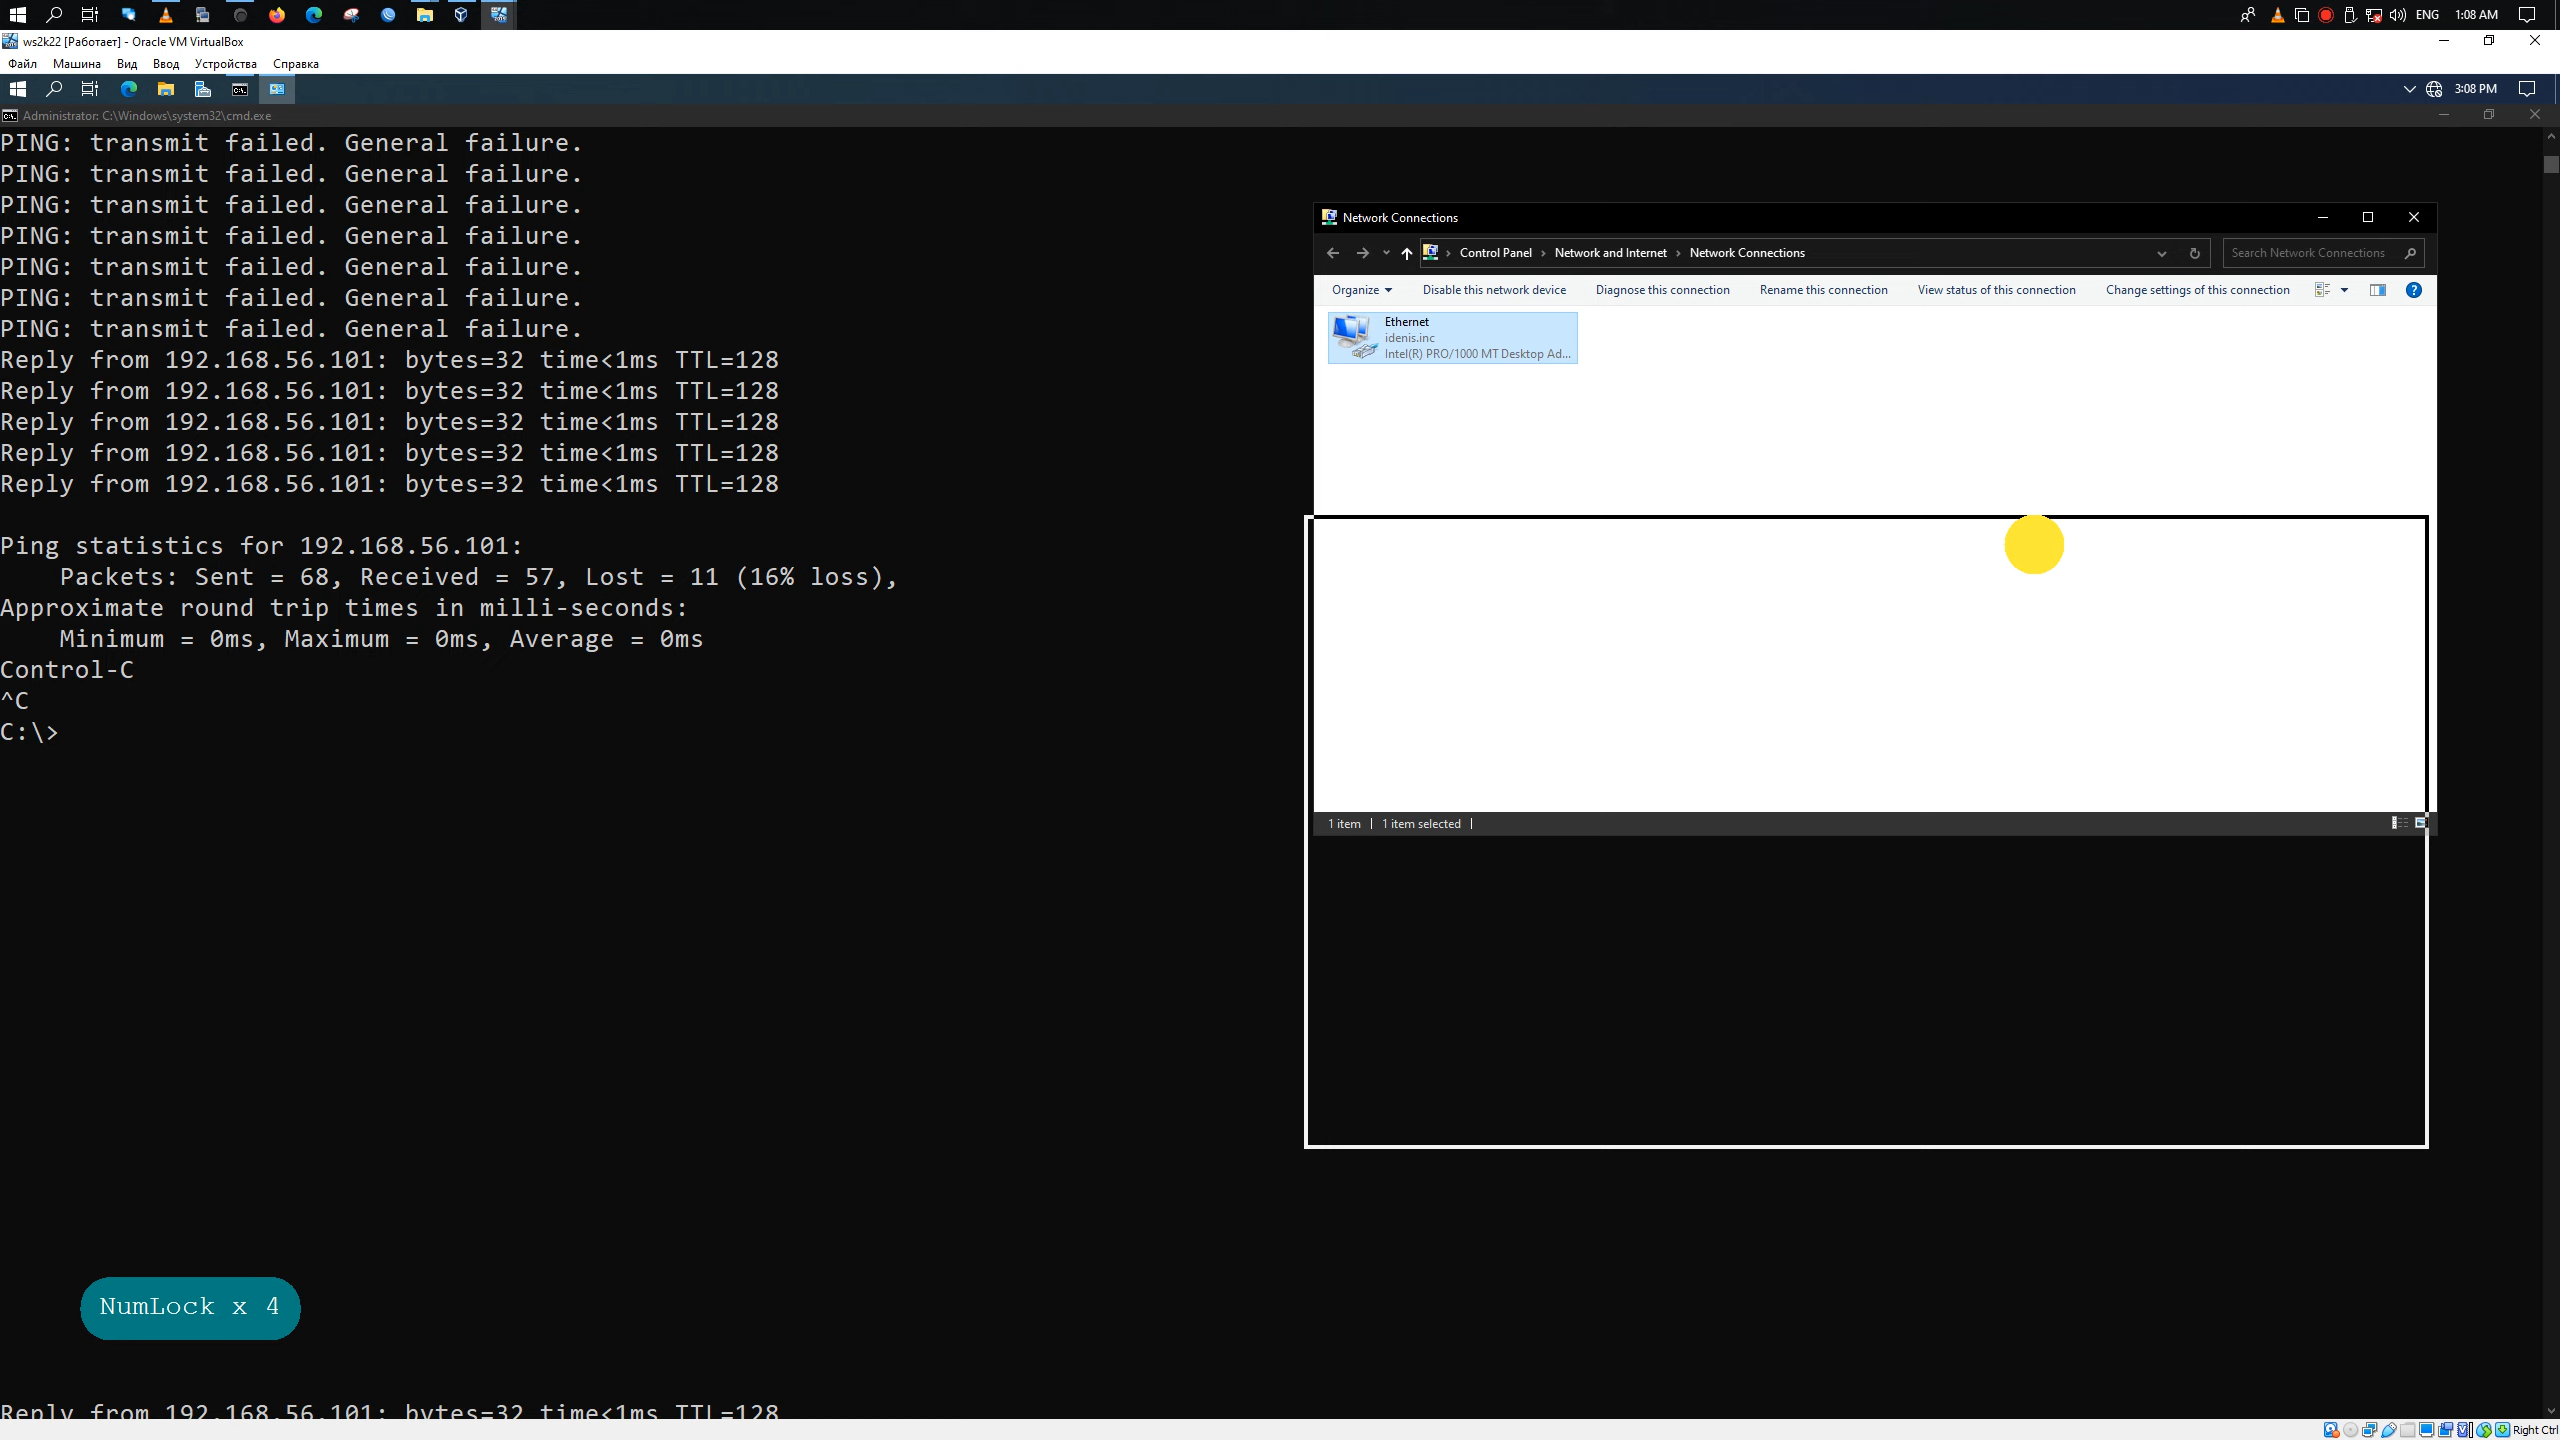 ENG 1:08 AM
ws2k22 [Работает] - Oracle VM VirtualBox
Файл Машина Вид Ввод Устройства Справка
3:08 PM
Administrator: C:\Windows\system32\cmd.exe
PING: transmit failed. General failure.
PING: transmit failed. General failure.
PING: transmit failed. General failure.
PING: transmit failed. General failure.
PING: transmit failed. General failure.
PING: transmit failed. General failure.
PING: transmit failed. General failure.
Reply from 192.168.56.101: bytes=32 time<1ms TTL=128
Reply from 192.168.56.101: bytes=32 time<1ms TTL=128
Reply from 192.168.56.101: bytes=32 time<1ms TTL=128
Reply from 192.168.56.101: bytes=32 time<1ms TTL=128
Reply from 192.168.56.101: bytes=32 time<1ms TTL=128
Ping statistics for 192.168.56.101:
Packets: Sent = 68, Received = 57, Lost = 11 (16% loss),
Approximate round trip times in milli-seconds:
Minimum = 0ms, Maximum = 0ms, Average = 0ms
Control-C
^C
C:\>
Network Connections
Control Panel › Network and Internet › Network Connections
Search Network Connections
Organize Disable this network device Diagnose this connection Rename this connection View status of this connection Change settings of this connection
Ethernet
idenis.inc
Intel(R) PRO/1000 MT Desktop Ad...
1 item 1 item selected
NumLock x 4
Reply from 192.168.56.101: bytes=32 time<1ms TTL=128
Right Ctrl